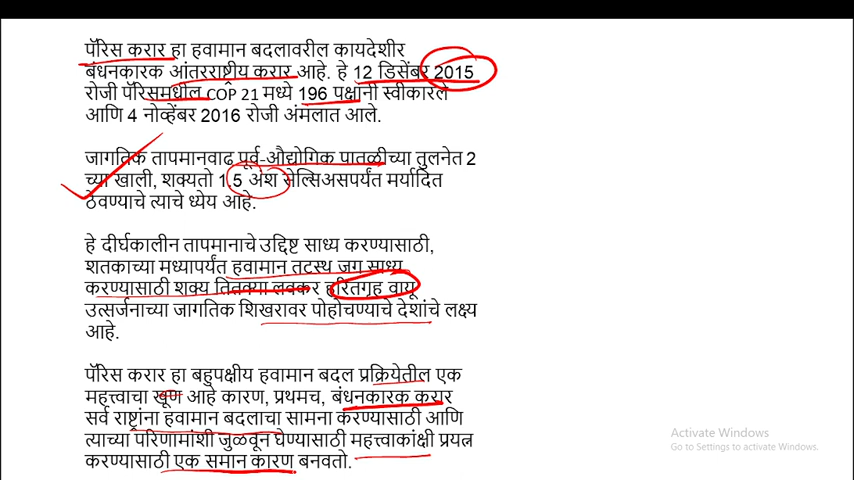 पॅरिस करार हा हवामान बदलावरील कायदेशीर
बंधनकारक आंतरराष्ट्रीय करार आहे. हे 12 डिसेंबर 2015
रोजी पॅरिसमधील COP 21 मध्ये 196 पक्षांनी स्वीकारले
आणि 4 नोव्हेंबर 2016 रोजी अंमलात आले.
जागतिक तापमानवाढ पूर्व-औद्योगिक पातळीच्या तुलनेत 2
च्या खाली, शक्यतो 1.5 अंश सेल्सिअसपर्यंत मर्यादित
ठेवण्याचे त्याचे ध्येय आहे.
हे दीर्घकालीन तापमानाचे उद्दिष्ट साध्य करण्यासाठी,
शतकाच्या मध्यापर्यंत हवामान तटस्थ जग साध्य
करण्यासाठी शक्य तितक्या लवकर हरितगृह वायू
उत्सर्जनाच्या जागतिक शिखरावर पोहोचण्याचे देशांचे लक्ष्य
आहे.
पॅरिस करार हा बहुपक्षीय हवामान बदल प्रक्रियेतील एक
महत्त्वाचा खूण आहे कारण, प्रथमच, बंधनकारक करार
सर्व राष्ट्रांना हवामान बदलाचा सामना करण्यासाठी आणि
त्याच्या परिणामांशी जुळवून घेण्यासाठी महत्त्वाकांक्षी प्रयत्न
करण्यासाठी एक समान कारण बनवतो.
Activate Windows
Go to Settings to activate Windows.